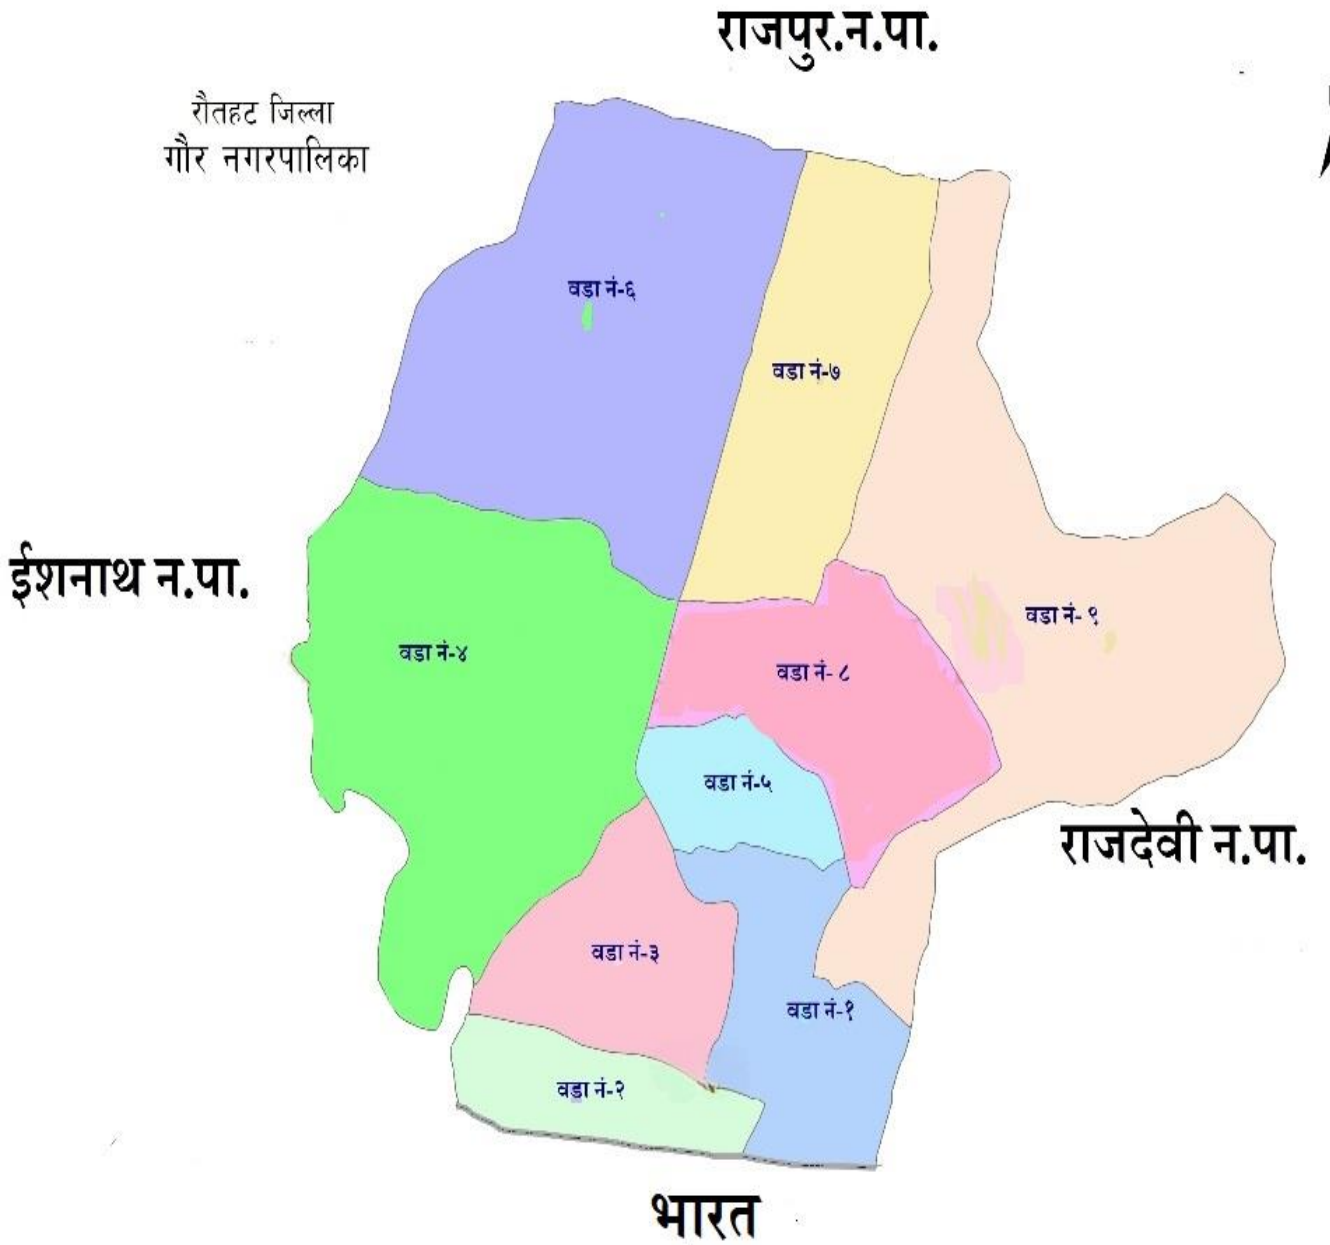 राजपुर.न.पा.
रौतहट जिल्ला
गौर नगरपालिका
वडा नं-६
वडा नं-७
ईशनाथ न.पा.
वडा नं- ९
वडा नं-४
वडा नं- ८
वडा नं-५
राजदेवी न.पा.
वडा नं-३
वडा नं-१
वडा नं-२
भारत